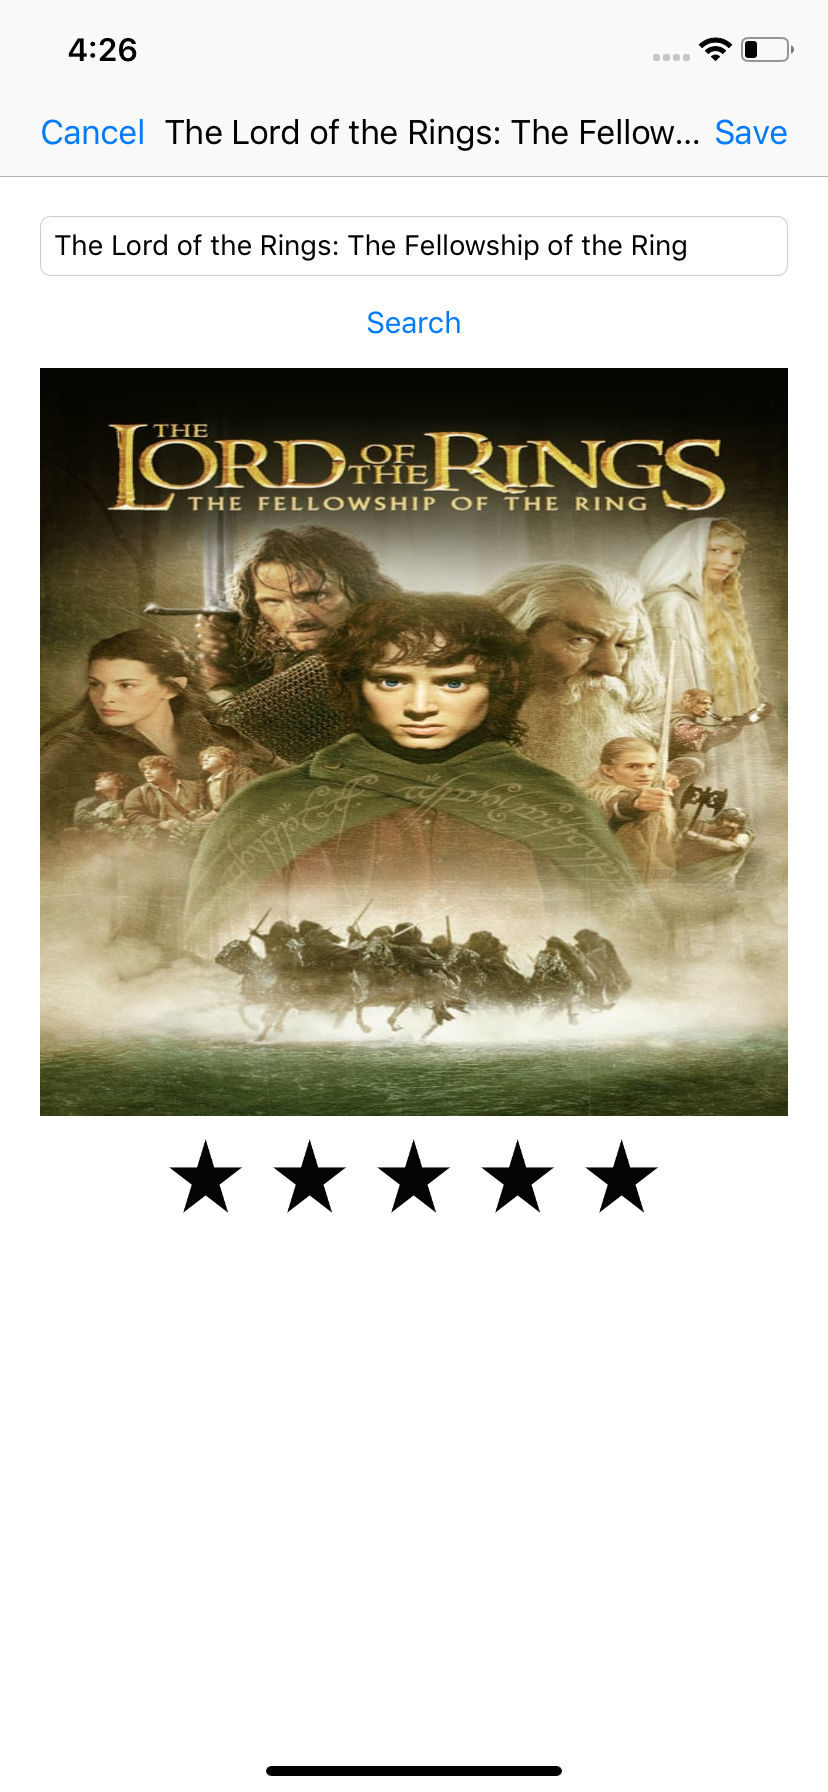 4:26
Cancel The Lord of the Rings: The Fellow... Save
The Lord of the Rings: The Fellowship of the Ring
Search
THE LORD OF THE RINGS
THE FELLOWSHIP OF THE RING